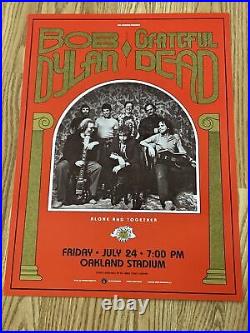 BOB DYLAN
GRATEFUL DEAD
ALONE AND TOGETHER
FRIDAY • JULY 24 • 7:00 PM
OAKLAND STADIUM